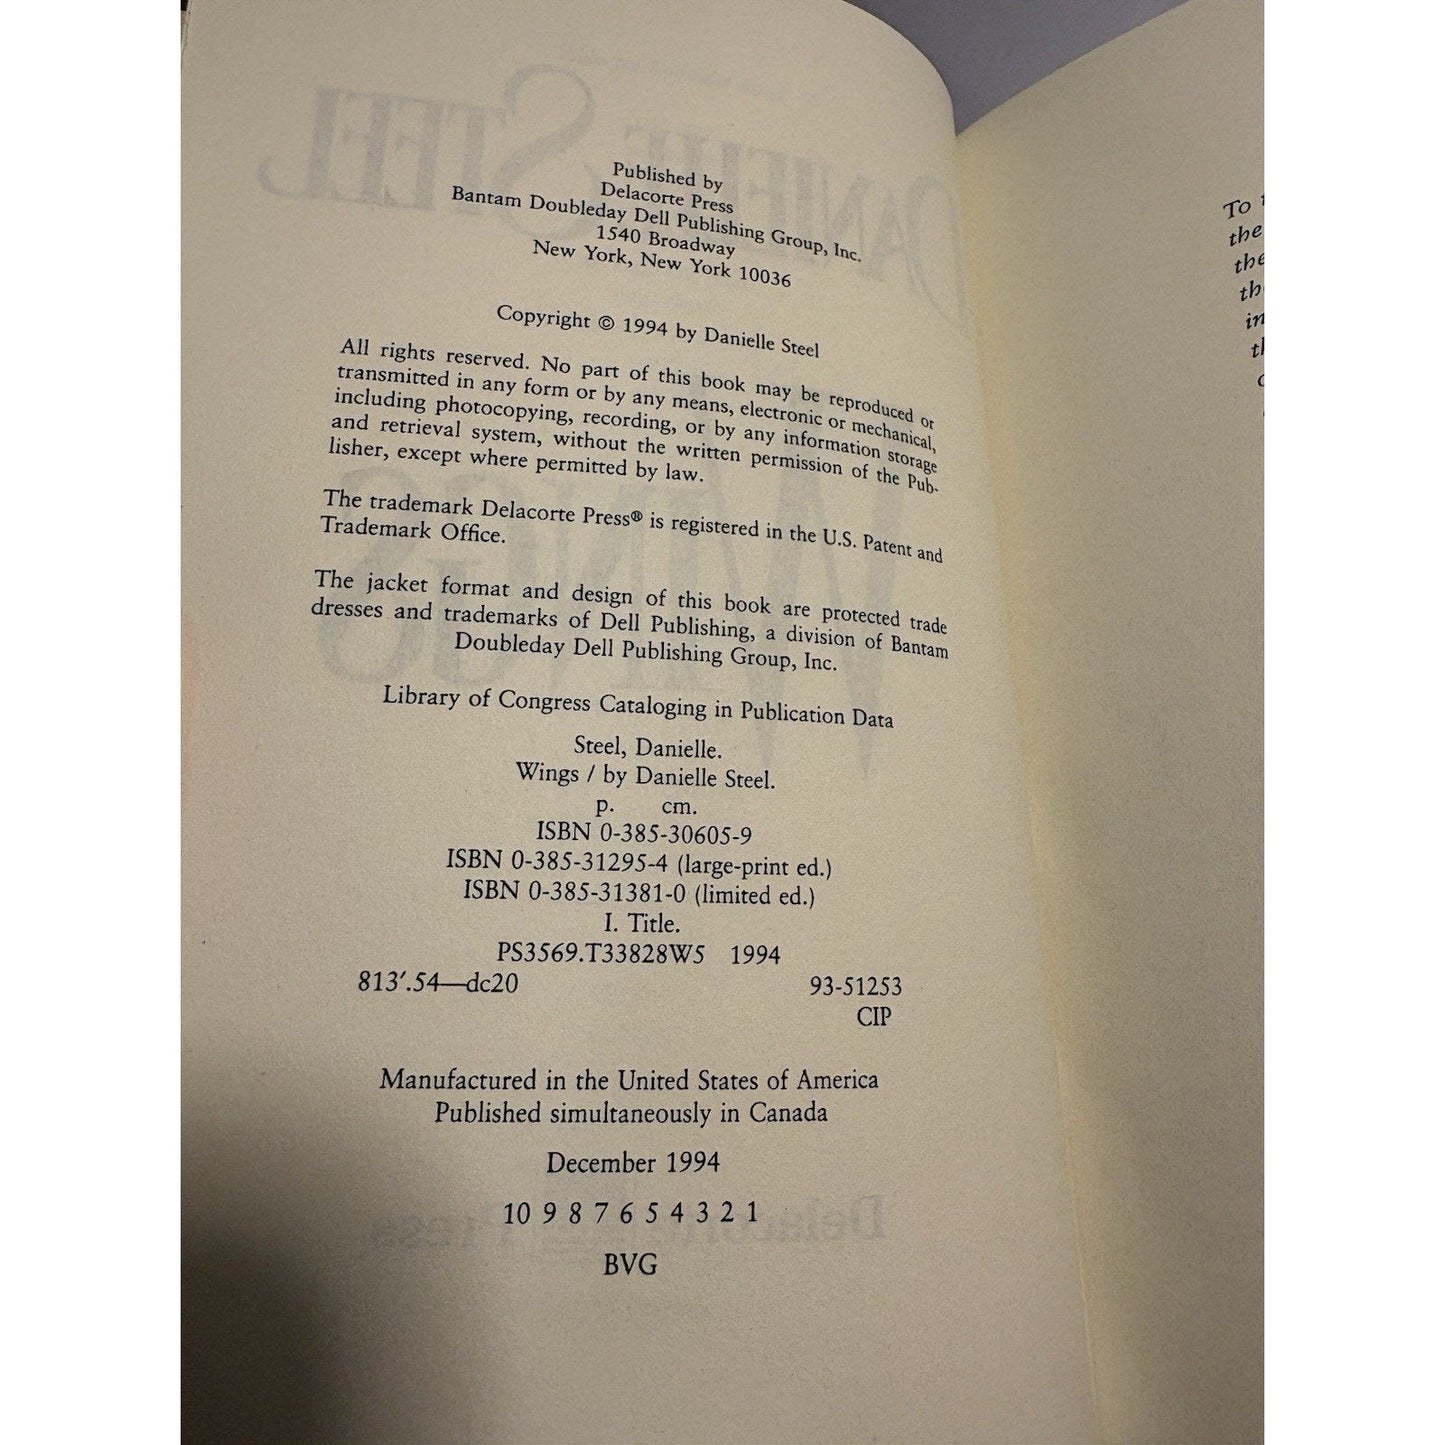 Published by
Delacorte Press
Bantam Doubleday Dell Publishing Group, Inc.
1540 Broadway
New York, New York 10036
Copyright © 1994 by Danielle Steel
All rights reserved. No part of this book may be reproduced or
transmitted in any form or by any means, electronic or mechanical,
including photocopying, recording, or by any information storage
and retrieval system, without the written permission of the Pub-
lisher, except where permitted by law.
The trademark Delacorte Press® is registered in the U.S. Patent and
Trademark Office.
The jacket format and design of this book are protected trade
dresses and trademarks of Dell Publishing, a division of Bantam
Doubleday Dell Publishing Group, Inc.
Library of Congress Cataloging in Publication Data
Steel, Danielle.
Wings / by Danielle Steel.
p. cm.
ISBN 0-385-30605-9
ISBN 0-385-31295-4 (large-print ed.)
ISBN 0-385-31381-0 (limited ed.)
I. Title.
PS3569.T33828W5 1994
813′.54—dc20 93-51253
CIP
Manufactured in the United States of America
Published simultaneously in Canada
December 1994
10 9 8 7 6 5 4 3 2 1
BVG
To
the